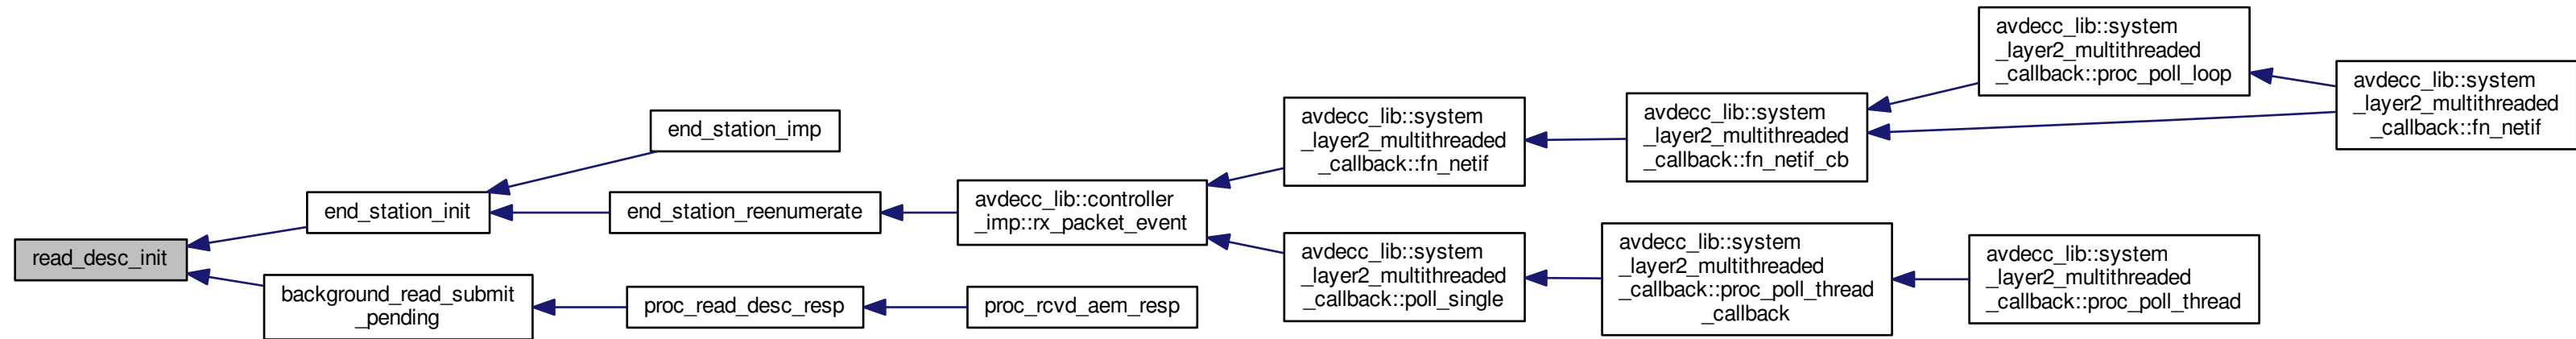 read_desc_init
end_station_init
background_read_submit
_pending
end_station_imp
end_station_reenumerate
proc_read_desc_resp
avdecc_lib::controller
_imp::rx_packet_event
proc_rcvd_aem_resp
avdecc_lib::system
_layer2_multithreaded
_callback::fn_netif
avdecc_lib::system
_layer2_multithreaded
_callback::poll_single
avdecc_lib::system
_layer2_multithreaded
_callback::fn_netif_cb
avdecc_lib::system
_layer2_multithreaded
_callback::proc_poll_thread
_callback
avdecc_lib::system
_layer2_multithreaded
_callback::proc_poll_loop
avdecc_lib::system
_layer2_multithreaded
_callback::proc_poll_thread
avdecc_lib::system
_layer2_multithreaded
_callback::fn_netif